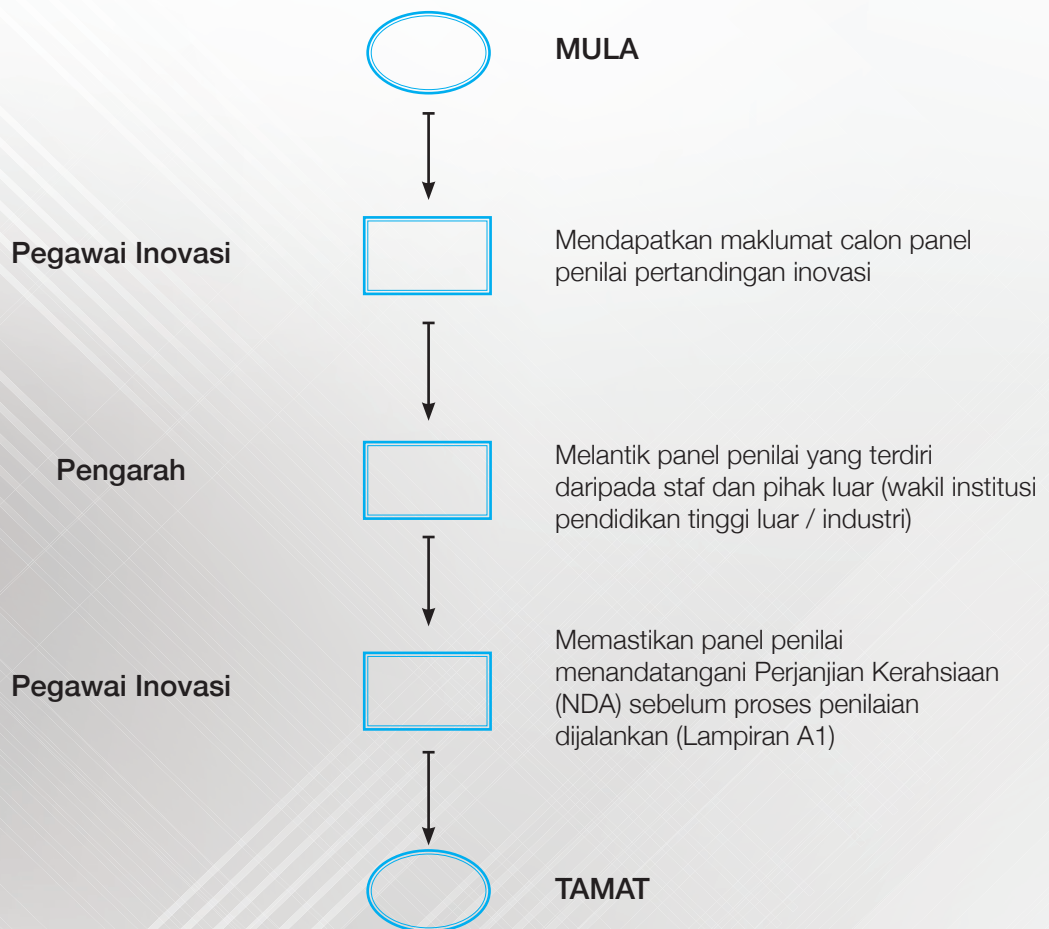 MULA
Pegawai Inovasi
Mendapatkan maklumat calon panel
penilai pertandingan inovasi
Pengarah
Melantik panel penilai yang terdiri
daripada staf dan pihak luar (wakil institusi
pendidikan tinggi luar / industri)
Pegawai Inovasi
Memastikan panel penilai
menandatangani Perjanjian Kerahsiaan
(NDA) sebelum proses penilaian
dijalankan (Lampiran A1)
TAMAT